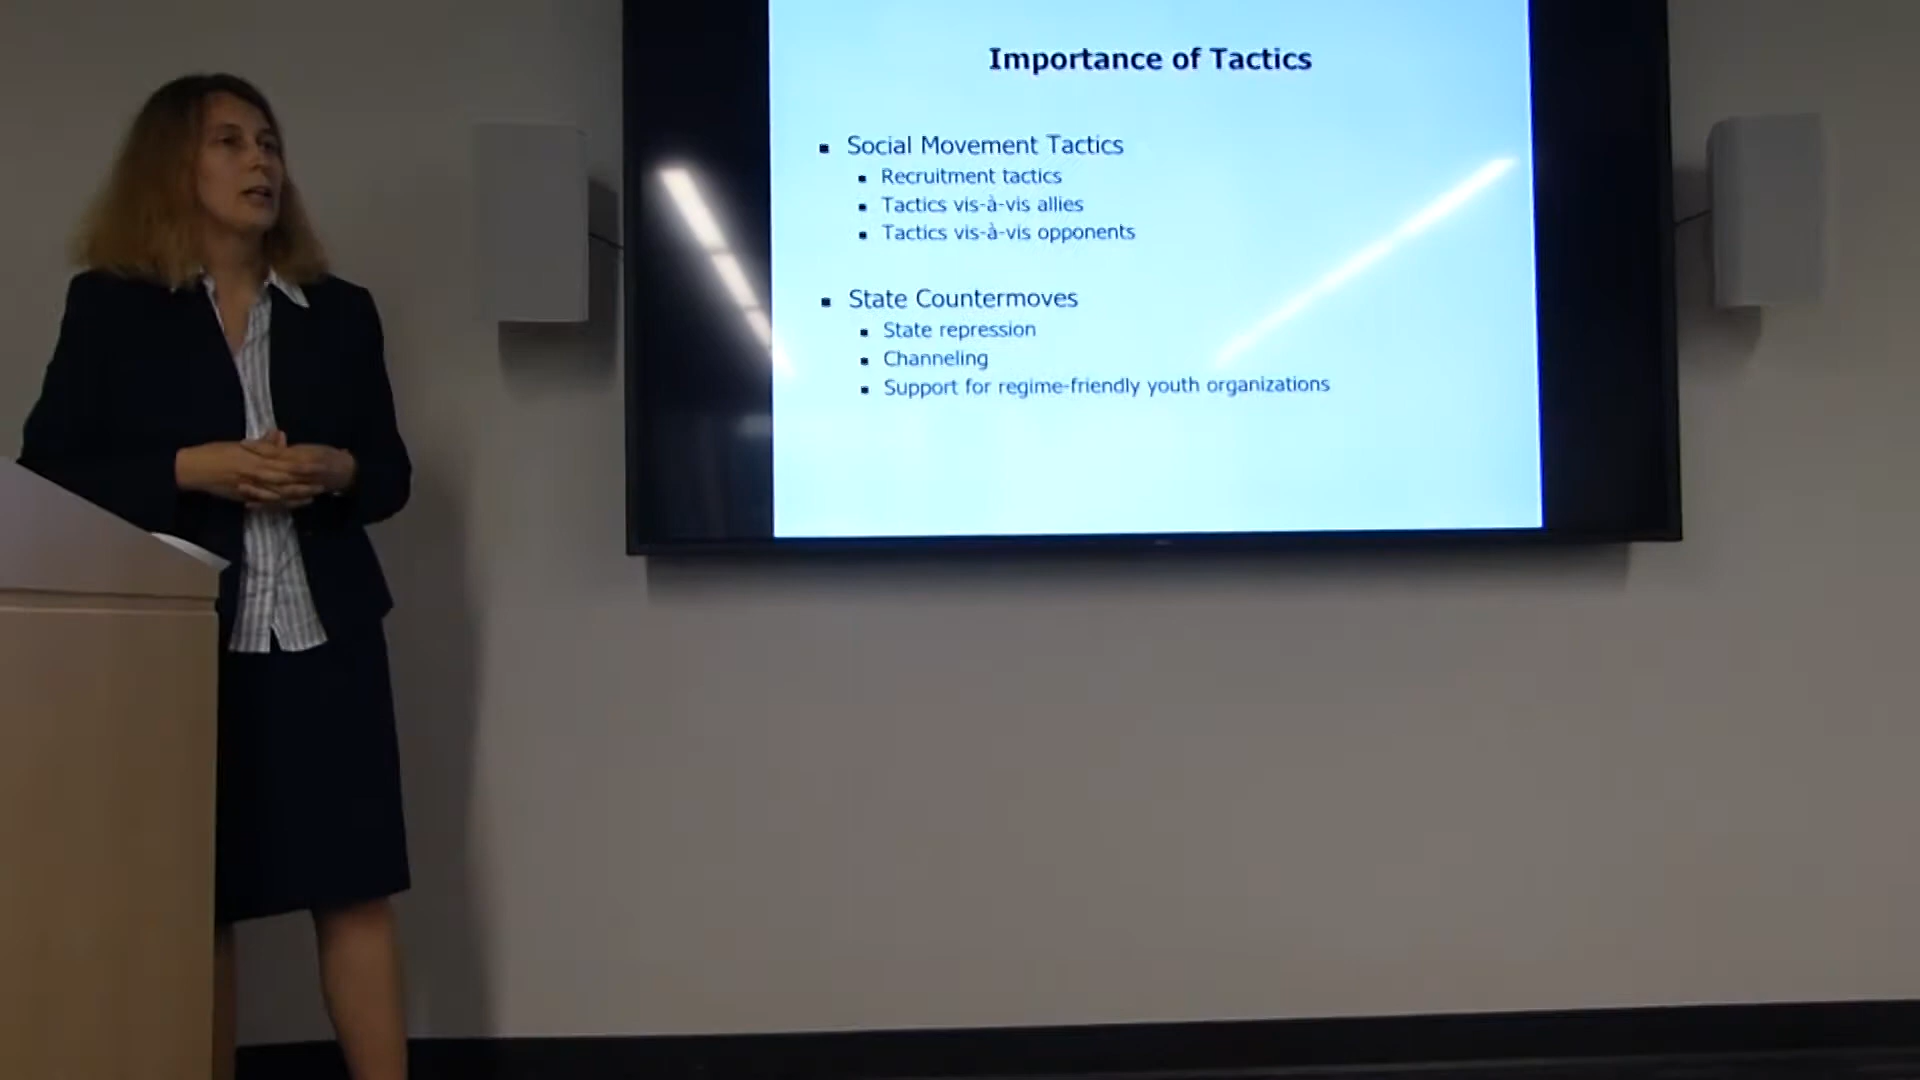 Importance of Tactics
▪ Social Movement Tactics
▪ Recruitment tactics
▪ Tactics vis-à-vis allies
▪ Tactics vis-à-vis opponents
▪ State Countermoves
▪ State repression
▪ Channeling
▪ Support for regime-friendly youth organizations